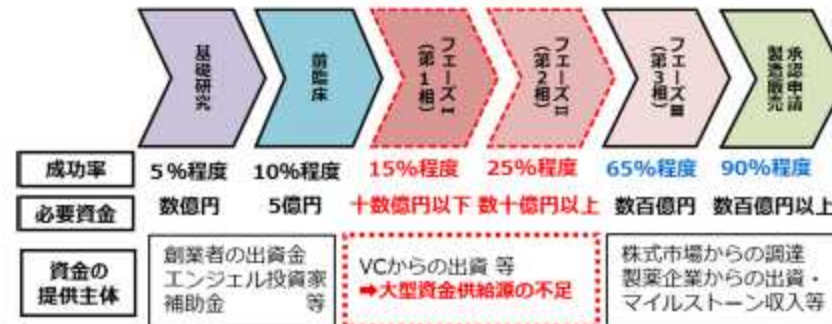 基礎研究
前臨床
フェーズⅠ
(第1相)
フェーズⅡ
(第2相)
フェーズⅢ
(第3相)
承認申請
製造販売
成功率
5%程度
10%程度
15%程度
25%程度
65%程度
90%程度
必要資金
数億円
5億円
十数億円以下
数十億円以上
数百億円
数百億円以上
資金の
提供主体
創業者の出資金
エンジェル投資家
補助金 等
VCからの出資 等
➡大型資金供給源の不足
株式市場からの調達
製薬企業からの出資・
マイルストーン収入等